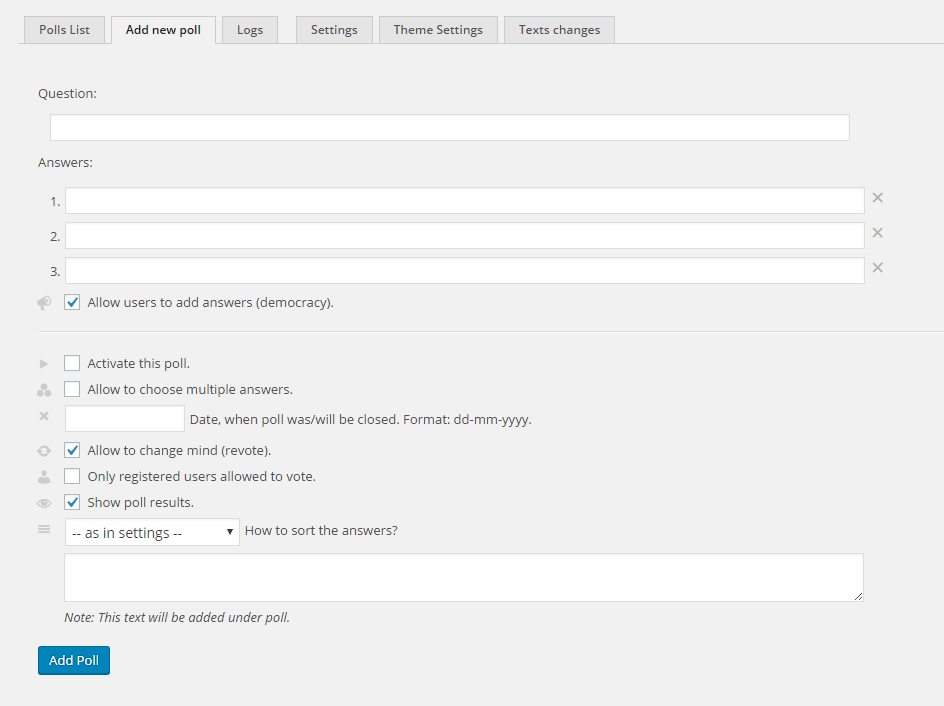 Polls List Add new poll Logs Settings Theme Settings Texts changes
Question:
Answers:
1.
2.
3.
Allow users to add answers (democracy).
Activate this poll.
Allow to choose multiple answers.
Date, when poll was/will be closed. Format: dd-mm-yyyy.
Allow to change mind (revote).
Only registered users allowed to vote.
Show poll results.
-- as in settings -- How to sort the answers?
Note: This text will be added under poll.
Add Poll